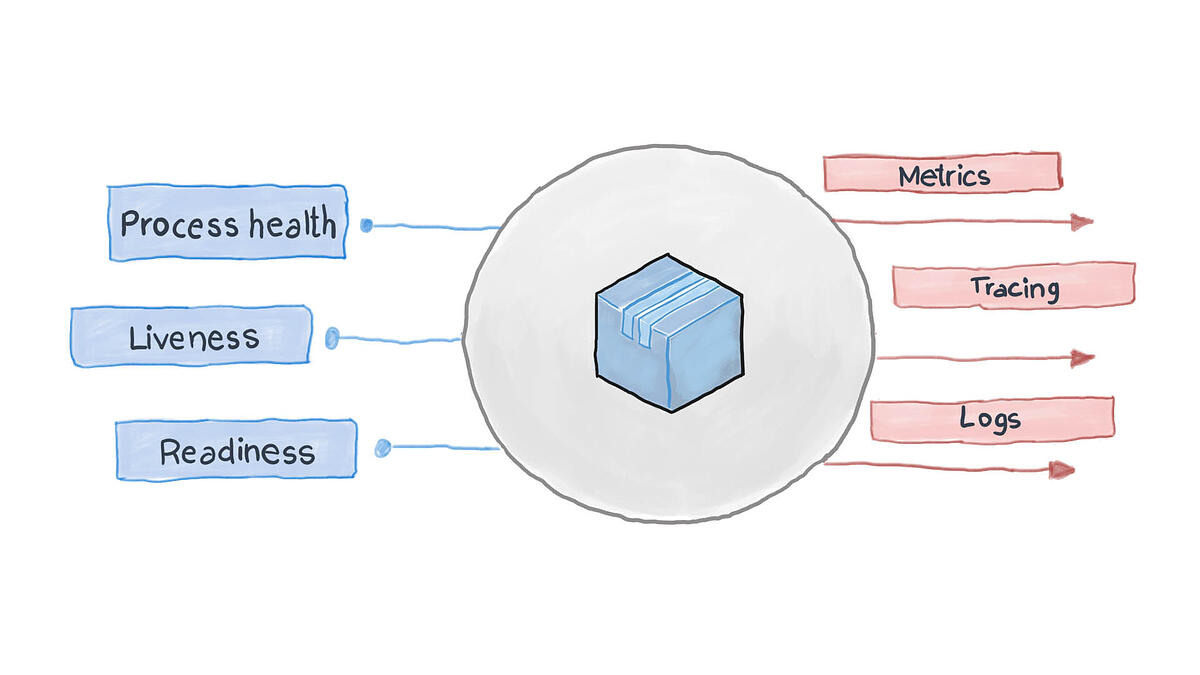 Process health
Liveness
Readiness
Metrics
Tracing
Logs